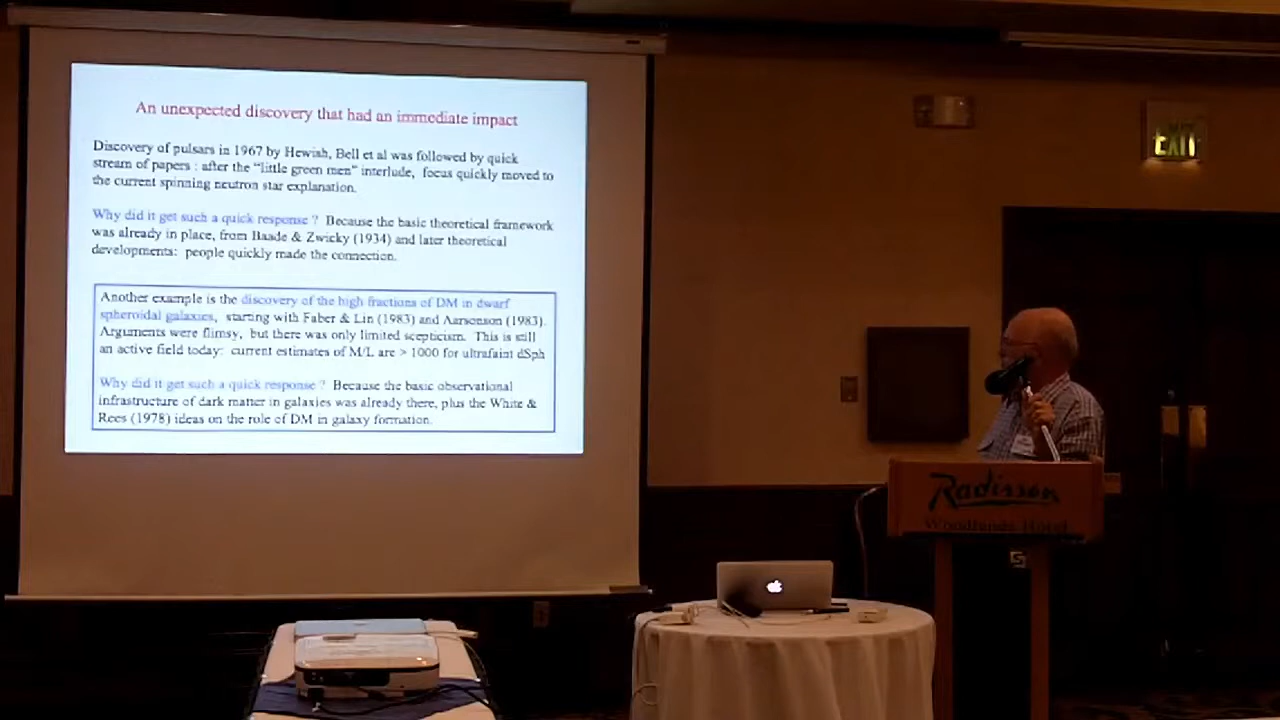 An unexpected discovery that had an immediate impact
Discovery of pulsars in 1967 by Hewish, Bell et al was followed by quick
stream of papers : after the "little green men" interlude, focus quickly moved to
the current spinning neutron star explanation.
Why did it get such a quick response ? Because the basic theoretical framework
was already in place, from Baade & Zwicky (1934) and later theoretical
developments: people quickly made the connection.
Another example is the discovery of the high fractions of DM in dwarf
spheroidal galaxies, starting with Faber & Lin (1983) and Aaronson (1983).
Arguments were flimsy, but there was only limited scepticism. This is still
an active field today: current estimates of M/L are > 1000 for ultrafaint dSph
Why did it get such a quick response ? Because the basic observational
infrastructure of dark matter in galaxies was already there, plus the White &
Rees (1978) ideas on the role of DM in galaxy formation.
EXIT
Radisson
Woodlands Hotel